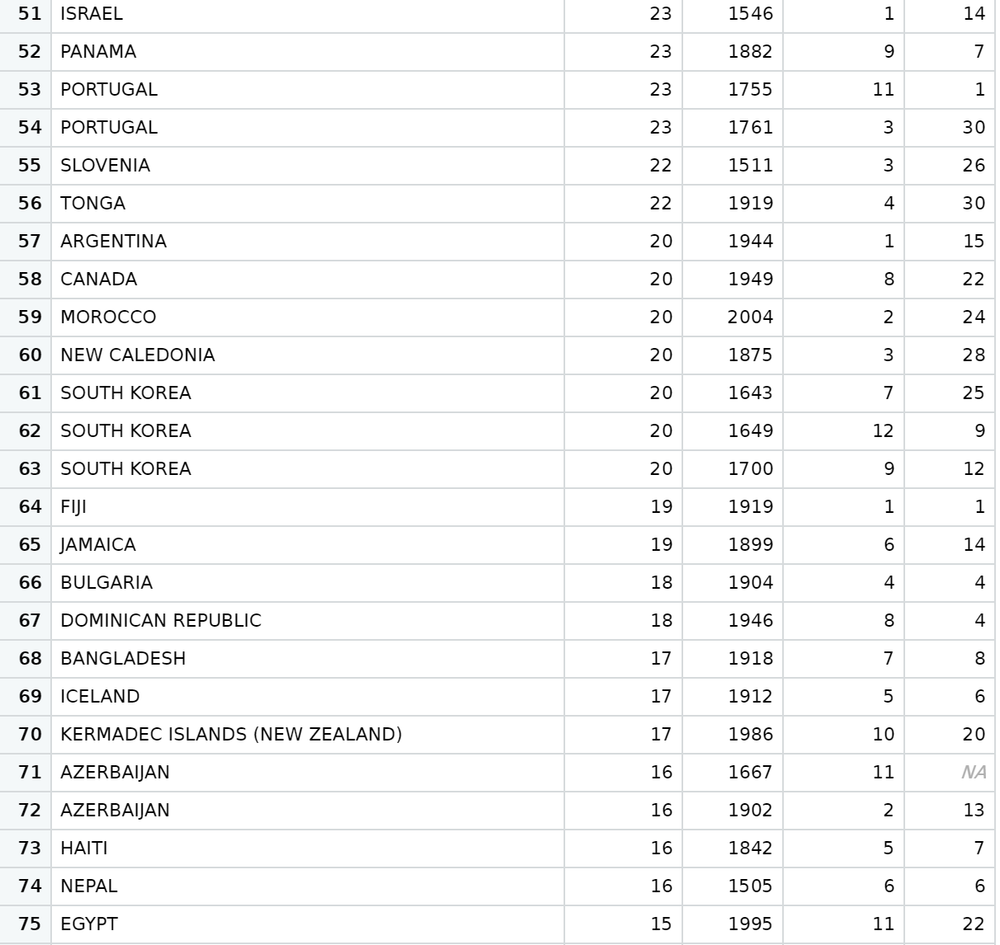 51 ISRAEL 23 1546 1 14
52 PANAMA 23 1882 9 7
53 PORTUGAL 23 1755 11 1
54 PORTUGAL 23 1761 3 30
55 SLOVENIA 22 1511 3 26
56 TONGA 22 1919 4 30
57 ARGENTINA 20 1944 1 15
58 CANADA 20 1949 8 22
59 MOROCCO 20 2004 2 24
60 NEW CALEDONIA 20 1875 3 28
61 SOUTH KOREA 20 1643 7 25
62 SOUTH KOREA 20 1649 12 9
63 SOUTH KOREA 20 1700 9 12
64 FIJI 19 1919 1 1
65 JAMAICA 19 1899 6 14
66 BULGARIA 18 1904 4 4
67 DOMINICAN REPUBLIC 18 1946 8 4
68 BANGLADESH 17 1918 7 8
69 ICELAND 17 1912 5 6
70 KERMADEC ISLANDS (NEW ZEALAND) 17 1986 10 20
71 AZERBAIJAN 16 1667 11 NA
72 AZERBAIJAN 16 1902 2 13
73 HAITI 16 1842 5 7
74 NEPAL 16 1505 6 6
75 EGYPT 15 1995 11 22